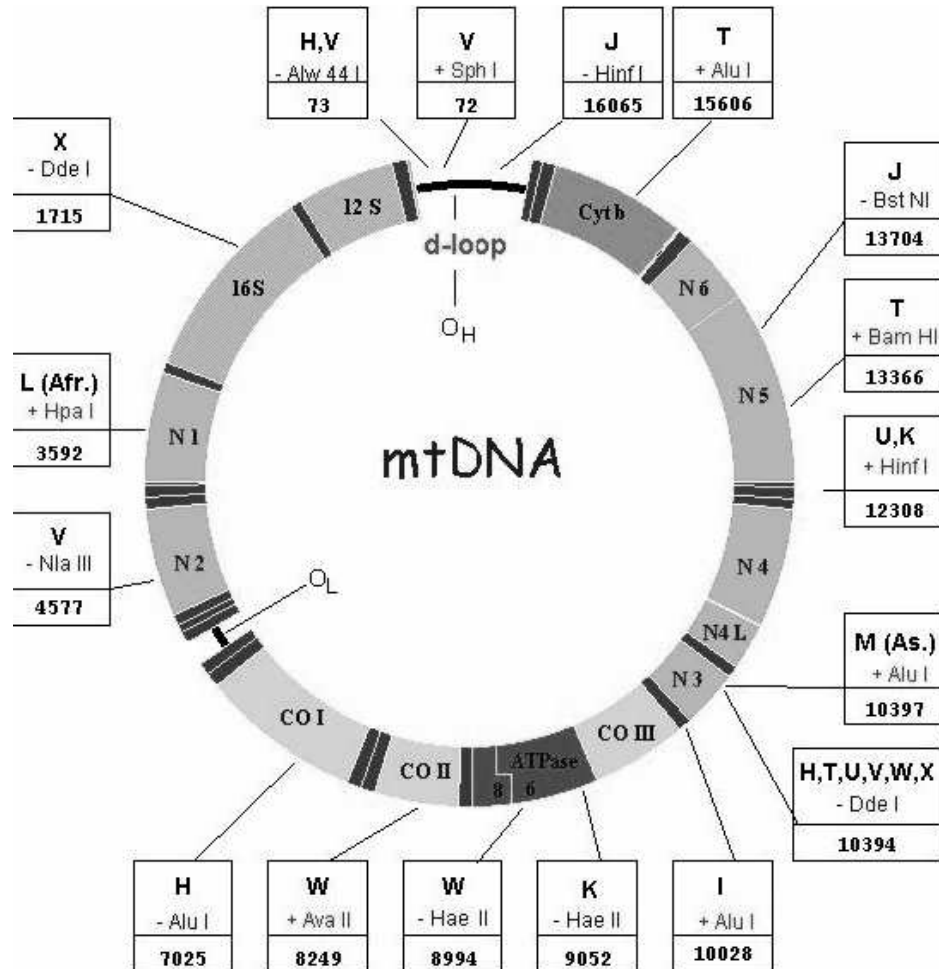 H,V
- Alw 44 I
73
V
+ Sph I
72
J
- Hinf I
16065
T
+ Alu I
15606
X
- Dde I
1715
J
- Bst NI
13704
T
+ Bam HI
13366
L (Afr.)
+ Hpa I
3592
U,K
+ Hinf I
12308
V
- Nla III
4577
M (As.)
+ Alu I
10397
H,T,U,V,W,X
- Dde I
10394
H
- Alu I
7025
W
+ Ava II
8249
W
- Hae II
8994
K
- Hae II
9052
I
+ Alu I
10028
12 S
d-loop
Cyt b
N 6
16S
OH
N 5
N 1
mtDNA
N 2
OL
N 4
N4 L
N 3
CO I
CO II
8
ATPase
6
CO III